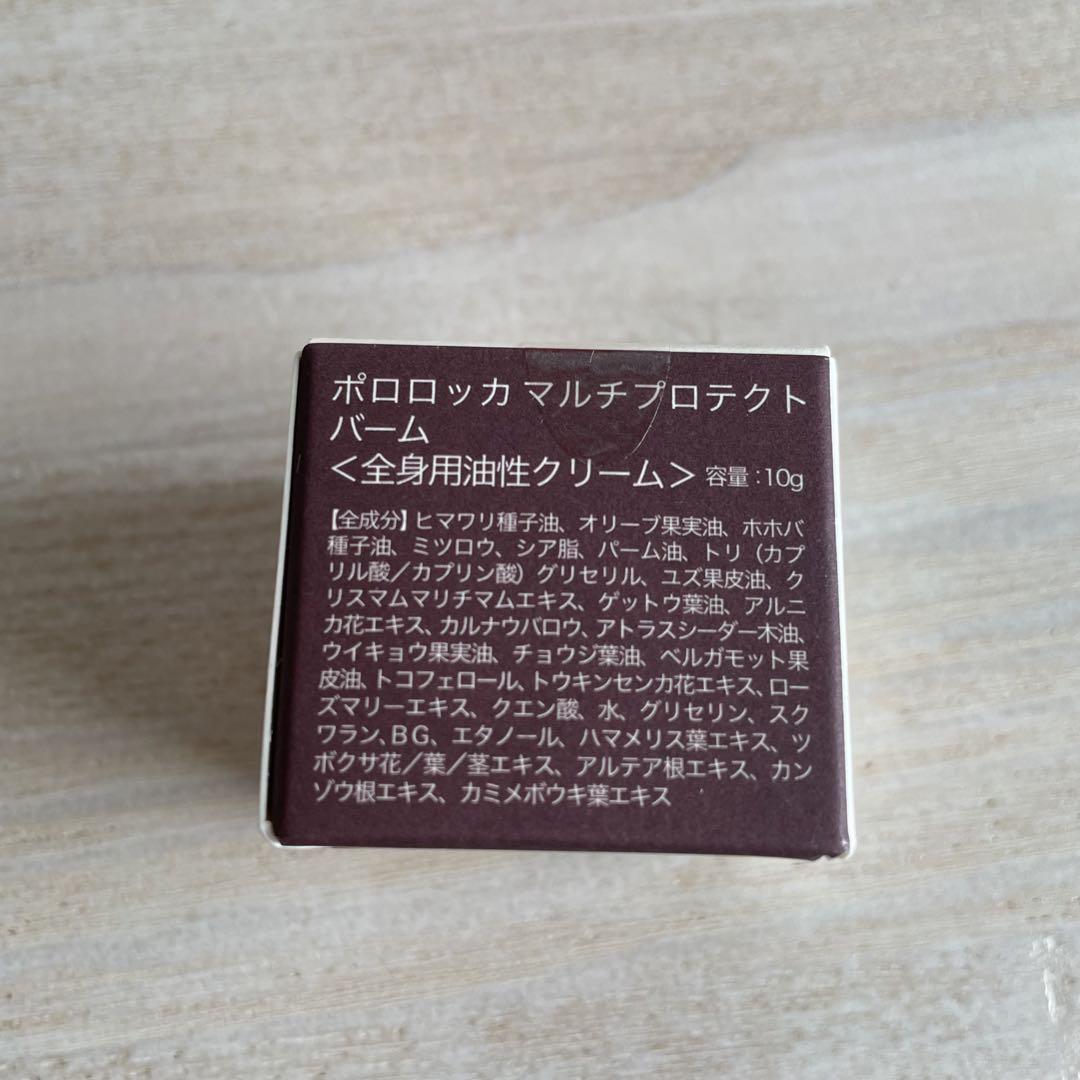 ポロロッカ マルチプロテクト
バーム
＜全身用油性クリーム＞ 容量：10g
【全成分】ヒマワリ種子油、オリーブ果実油、ホホバ
種子油、ミツロウ、シア脂、パーム油、トリ（カプ
リル酸／カプリン酸）グリセリル、ユズ果皮油、ク
リスマムマリチマムエキス、ゲットウ葉油、アルニ
カ花エキス、カルナウバロウ、アトラスシーダー木油、
ウイキョウ果実油、チョウジ葉油、ベルガモット果
皮油、トコフェロール、トウキンセンカ花エキス、ロー
ズマリーエキス、クエン酸、水、グリセリン、スク
ワラン、BG、エタノール、ハマメリス葉エキス、ツ
ボクサ花／葉／茎エキス、アルテア根エキス、カン
ゾウ根エキス、カミメボウキ葉エキス